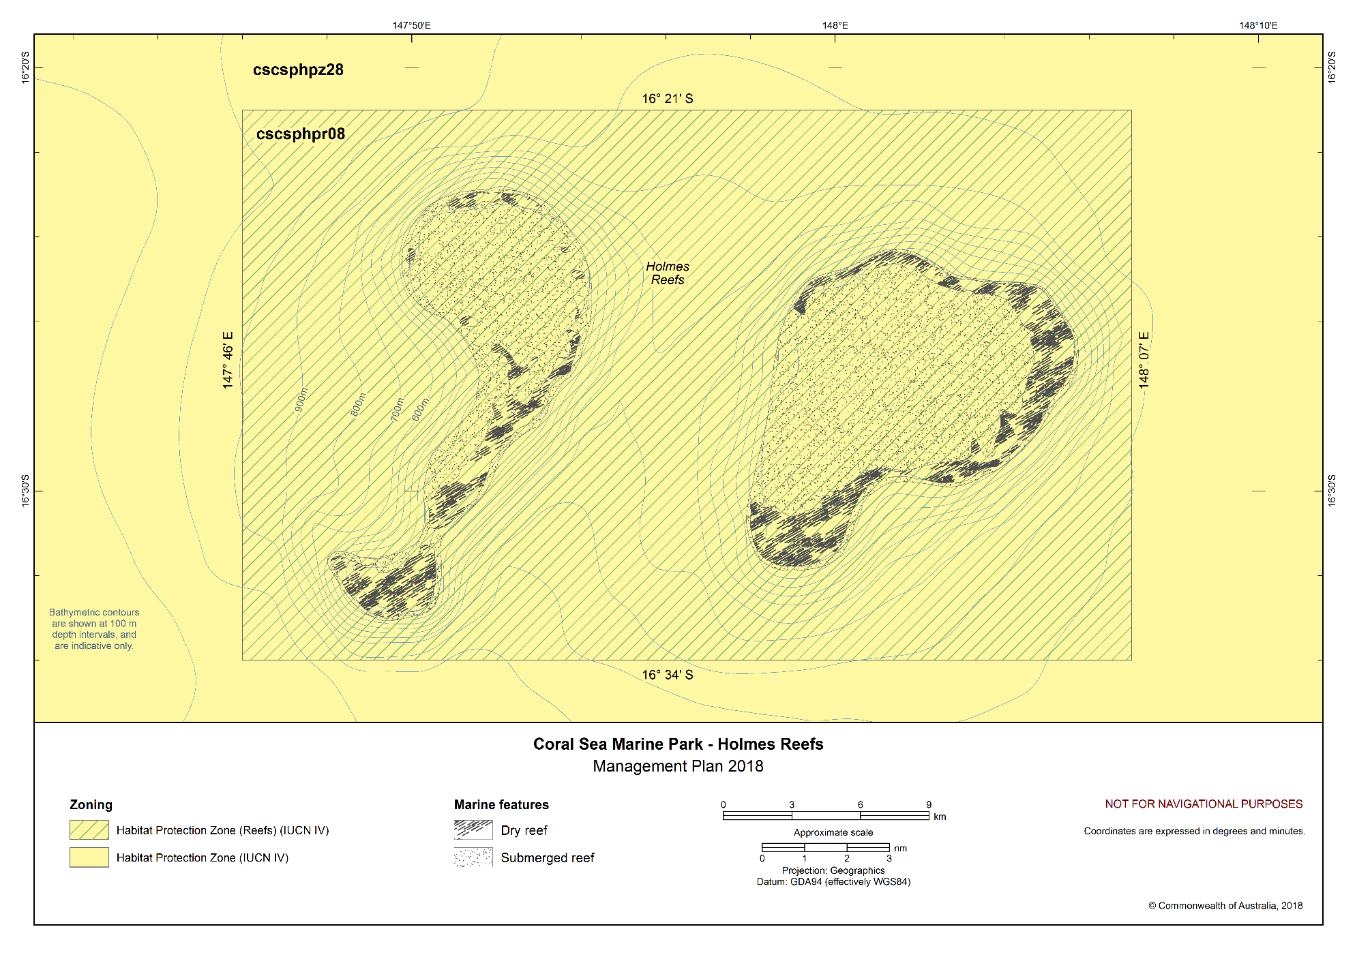 147°50'E
148°E
148°10'E
16°20'S
16°20'S
cscsphpz28
16° 21' S
cscsphpr08
Holmes
Reefs
147° 46' E
148° 07' E
900m
800m
700m
600m
16°30'S
16°30'S
Bathymetric contours
are shown at 100 m
depth intervals, and
are indicative only.
16° 34' S
Coral Sea Marine Park - Holmes Reefs
Management Plan 2018
Zoning
Habitat Protection Zone (Reefs) (IUCN IV)
Habitat Protection Zone (IUCN IV)
Marine features
Dry reef
Submerged reef
0 3 6 9
km
Approximate scale
nm
0 1 2 3
Projection: Geographics
Datum: GDA94 (effectively WGS84)
NOT FOR NAVIGATIONAL PURPOSES
Coordinates are expressed in degrees and minutes.
© Commonwealth of Australia, 2018